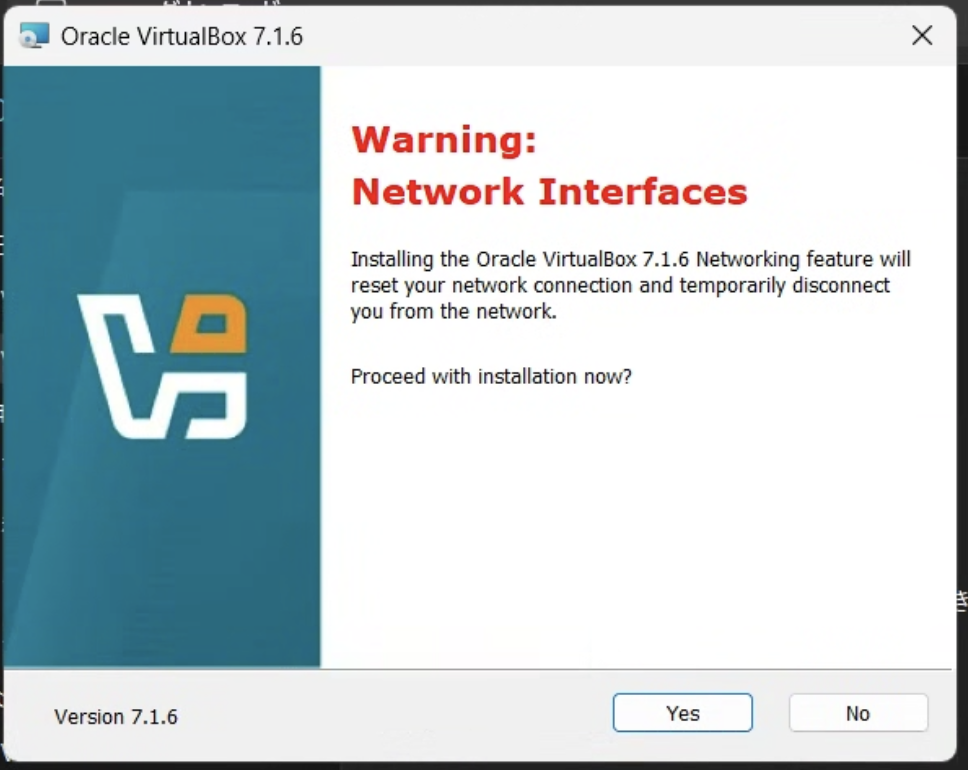 Oracle VirtualBox 7.1.6
Warning:
Network Interfaces
Installing the Oracle VirtualBox 7.1.6 Networking feature will
reset your network connection and temporarily disconnect
you from the network.
Proceed with installation now?
Version 7.1.6
Yes
No
き